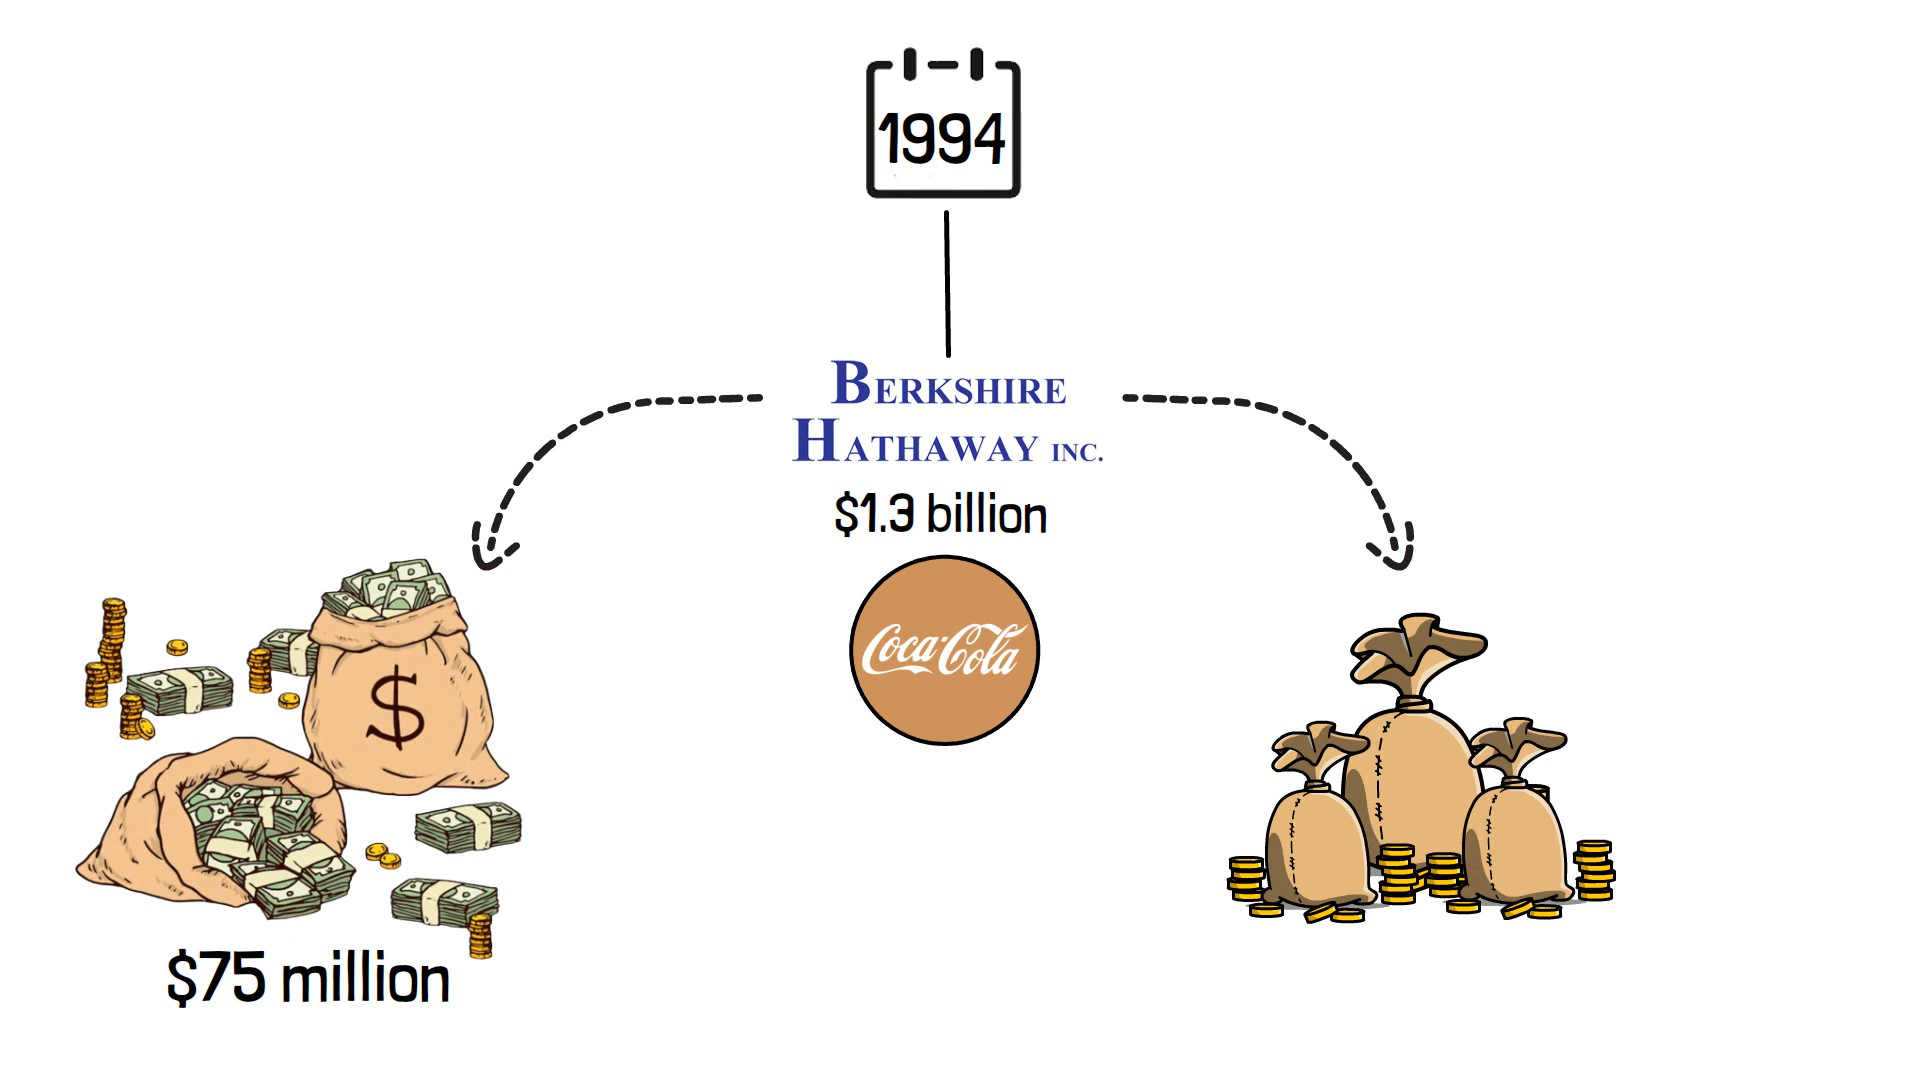 1994
BERKSHIRE
HATHAWAY INC.
$1.3 billion
Coca-Cola
$
$75 million